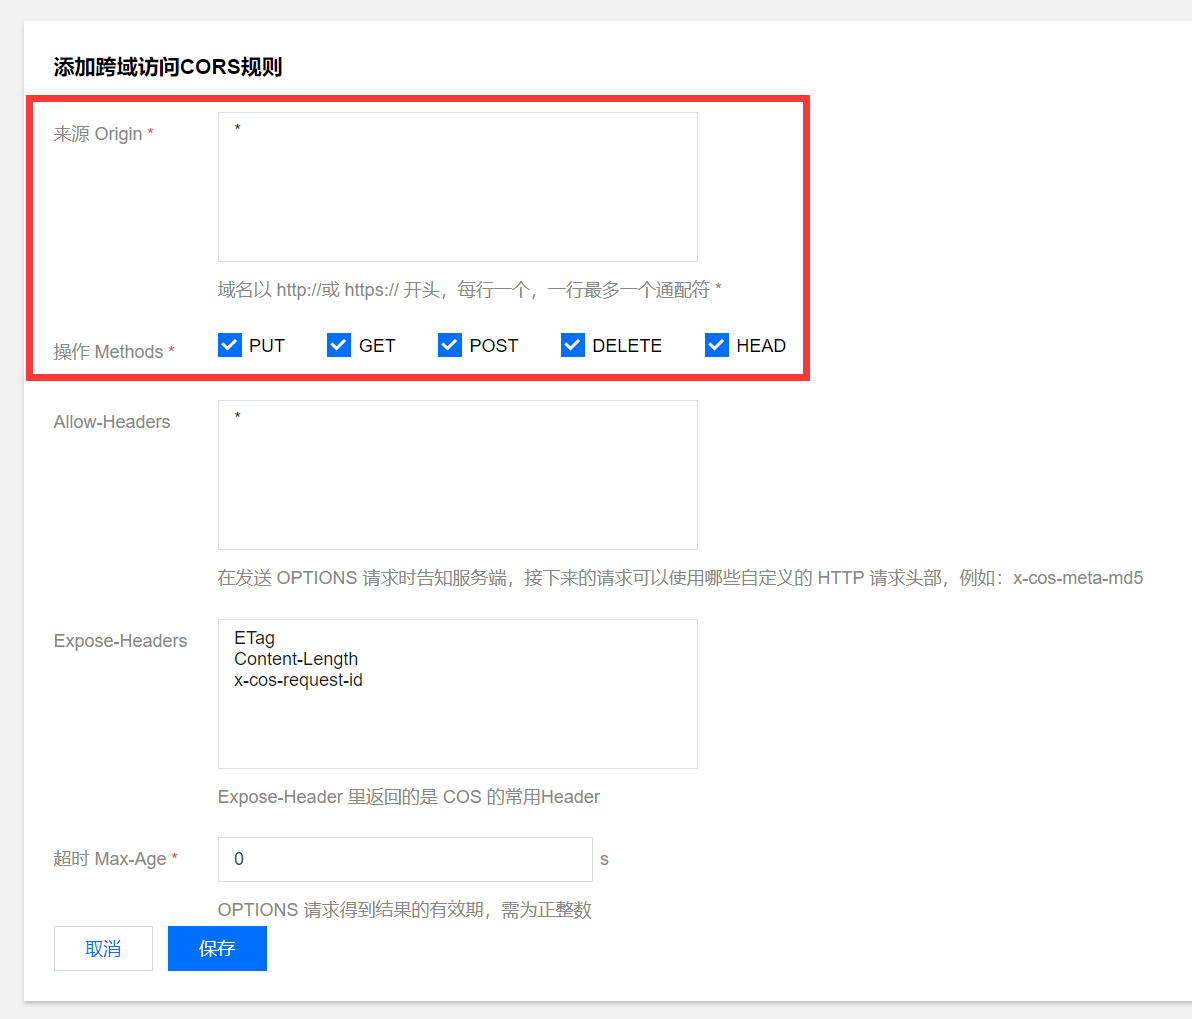 添加跨域访问CORS规则
来源 Origin *
*
域名以 http://或 https:// 开头，每行一个，一行最多一个通配符 *
操作 Methods * PUT GET POST DELETE HEAD
Allow-Headers
*
在发送 OPTIONS 请求时告知服务端，接下来的请求可以使用哪些自定义的 HTTP 请求头部，例如：x-cos-meta-md5
Expose-Headers
ETag
Content-Length
x-cos-request-id
Expose-Header 里返回的是 COS 的常用Header
超时 Max-Age * 0 s
OPTIONS 请求得到结果的有效期，需为正整数
取消 保存